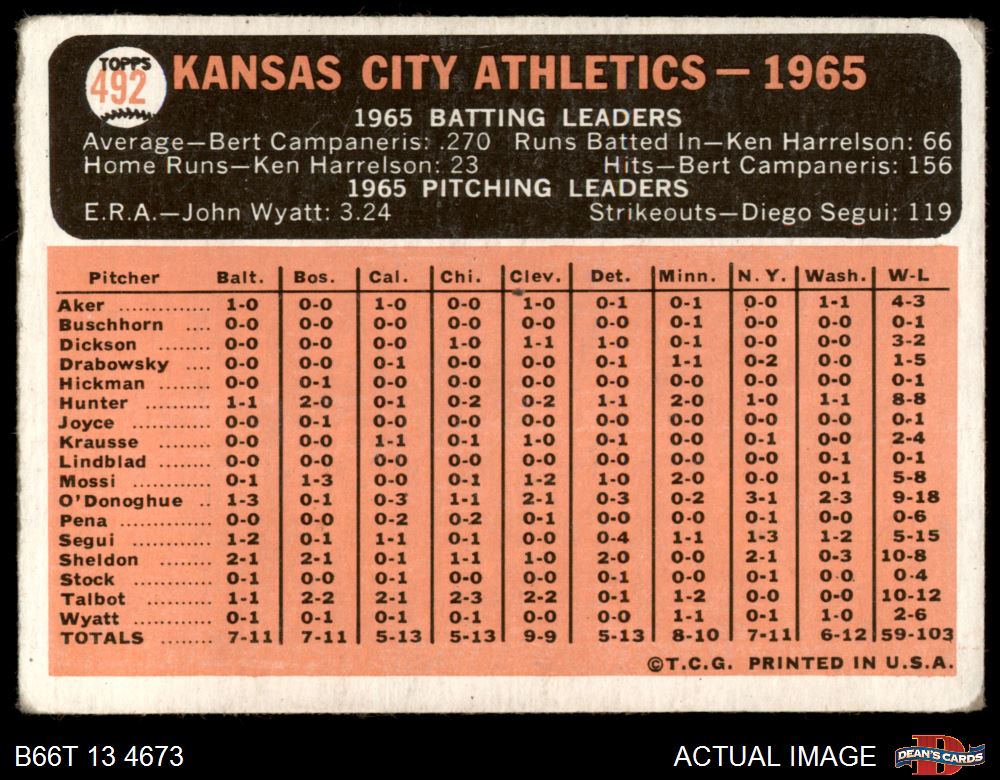 TOPPS
492
KANSAS CITY ATHLETICS — 1965
1965 BATTING LEADERS
Average—Bert Campaneris: .270 Runs Batted In—Ken Harrelson: 66
Home Runs—Ken Harrelson: 23 Hits—Bert Campaneris: 156
1965 PITCHING LEADERS
E.R.A.—John Wyatt: 3.24 Strikeouts—Diego Segui: 119
Pitcher Balt. Bos. Cal. Chi. Clev. Det. Minn. N. Y. Wash. W-L
Aker ............. 1-0 0-0 1-0 0-0 1-0 0-1 0-1 0-0 1-1 4-3
Buschhorn .... 0-0 0-0 0-0 0-0 0-0 0-0 0-1 0-0 0-0 0-1
Dickson ........ 0-0 0-0 0-0 1-0 1-1 1-0 0-1 0-0 0-0 3-2
Drabowsky .... 0-0 0-0 0-1 0-0 0-0 0-1 1-1 0-2 0-0 1-5
Hickman ........ 0-0 0-1 0-0 0-0 0-0 0-0 0-0 0-0 0-0 0-1
Hunter .......... 1-1 2-0 0-1 0-2 0-2 1-1 2-0 1-0 1-1 8-8
Joyce ............ 0-0 0-1 0-0 0-0 0-0 0-0 0-0 0-0 0-0 0-1
Krausse ........ 0-0 0-0 1-1 0-1 1-0 0-1 0-0 0-1 0-0 2-4
Lindblad ........ 0-0 0-0 0-0 0-0 0-0 0-0 0-0 0-0 0-1 0-1
Mossi ............ 0-1 1-3 0-0 0-1 1-2 1-0 2-0 0-0 0-1 5-8
O'Donoghue .. 1-3 0-1 0-3 1-1 2-1 0-3 0-2 3-1 2-3 9-18
Pena ............. 0-0 0-0 0-2 0-2 0-1 0-0 0-0 0-1 0-0 0-6
Segui ............ 1-2 0-1 1-1 0-1 0-0 0-4 1-1 1-3 1-2 5-15
Sheldon ........ 2-1 2-1 0-1 1-1 1-0 2-0 0-0 2-1 0-3 10-8
Stock ............ 0-1 0-0 0-1 0-0 0-0 0-1 0-0 0-1 0-0 0-4
Talbot .......... 1-1 2-2 2-1 2-3 2-2 0-1 1-2 0-0 0-0 10-12
Wyatt ............ 0-1 0-1 0-0 0-1 0-0 0-0 1-1 0-1 1-0 2-6
TOTALS ........ 7-11 7-11 5-13 5-13 9-9 5-13 8-10 7-11 6-12 59-103
©T.C.G. PRINTED IN U.S.A.
B66T 13 4673 ACTUAL IMAGE DEAN'S CARDS